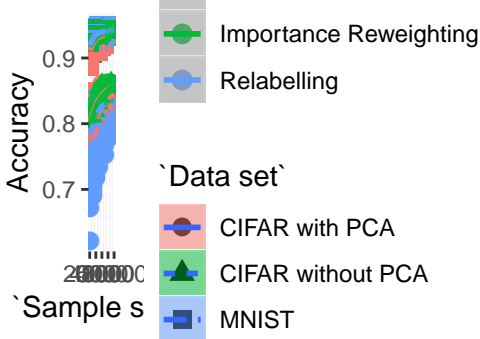 Importance Reweighting
Relabelling
0.9
0.8
0.7
Accuracy
`Sample s
`Data set`
CIFAR with PCA
CIFAR without PCA
MNIST